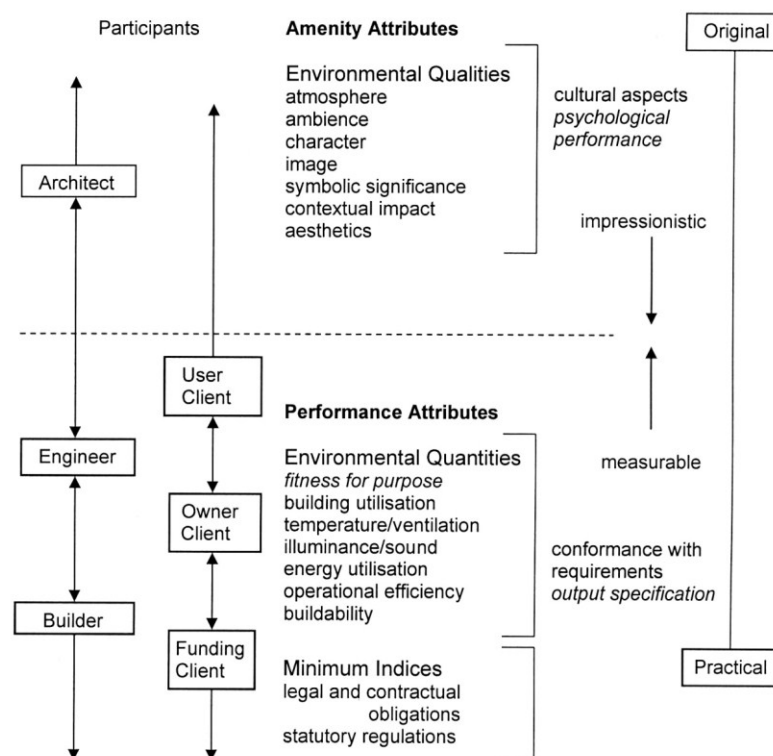 Participants
Amenity Attributes
Original
Environmental Qualities
atmosphere
ambience
character
image
symbolic significance
contextual impact
aesthetics
cultural aspects
psychological
performance
Architect
impressionistic
User
Client
Performance Attributes
Engineer
Environmental Quantities
fitness for purpose
building utilisation
temperature/ventilation
illuminance/sound
energy utilisation
operational efficiency
buildability
measurable
Owner
Client
conformance with
requirements
output specification
Builder
Funding
Client
Minimum Indices
legal and contractual
obligations
statutory regulations
Practical